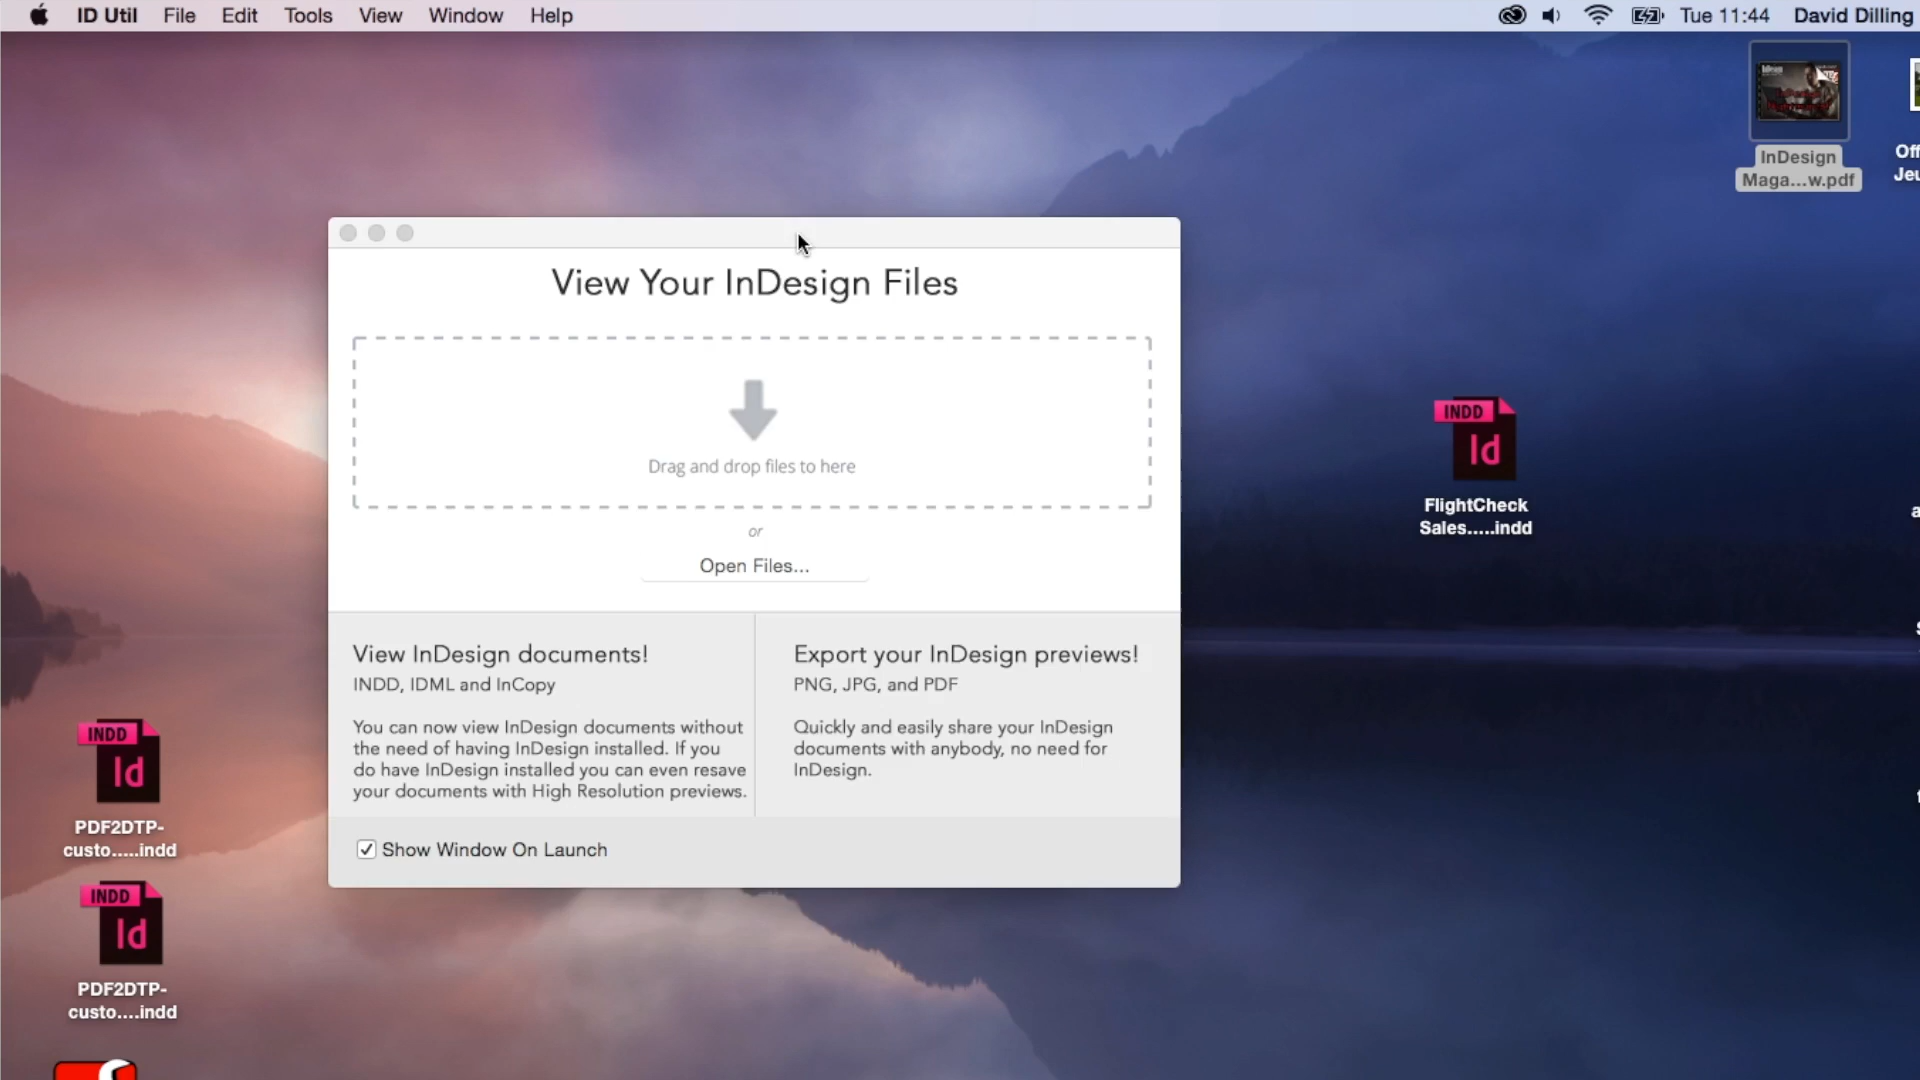 ID Util File Edit Tools View Window Help
Tue 11:44 David Dilling
InDesign
Maga...w.pdf
View Your InDesign Files
Drag and drop files to here
or
Open Files...
View InDesign documents!
INDD, IDML and InCopy
You can now view InDesign documents without
the need of having InDesign installed. If you
do have InDesign installed you can even resave
your documents with High Resolution previews.
Export your InDesign previews!
PNG, JPG, and PDF
Quickly and easily share your InDesign
documents with anybody, no need for
InDesign.
Show Window On Launch
INDD
Id
FlightCheck
Sales.....indd
INDD
Id
PDF2DTP-
custo.....indd
INDD
Id
PDF2DTP-
custo....indd